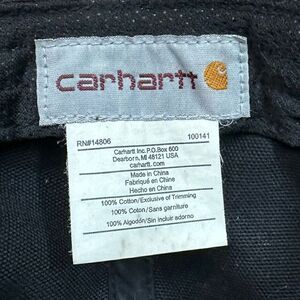 carhartt
RN#14806 100141
Carhartt Inc. P.O.Box 600
Dearborn, MI 48121 USA
carhartt.com
Made in China
Fabriqué en Chine
Hecho en China
100% Cotton/Exclusive of Trimming
100% Coton/Sans garniture
100% Algodón/Sin incluir adorno